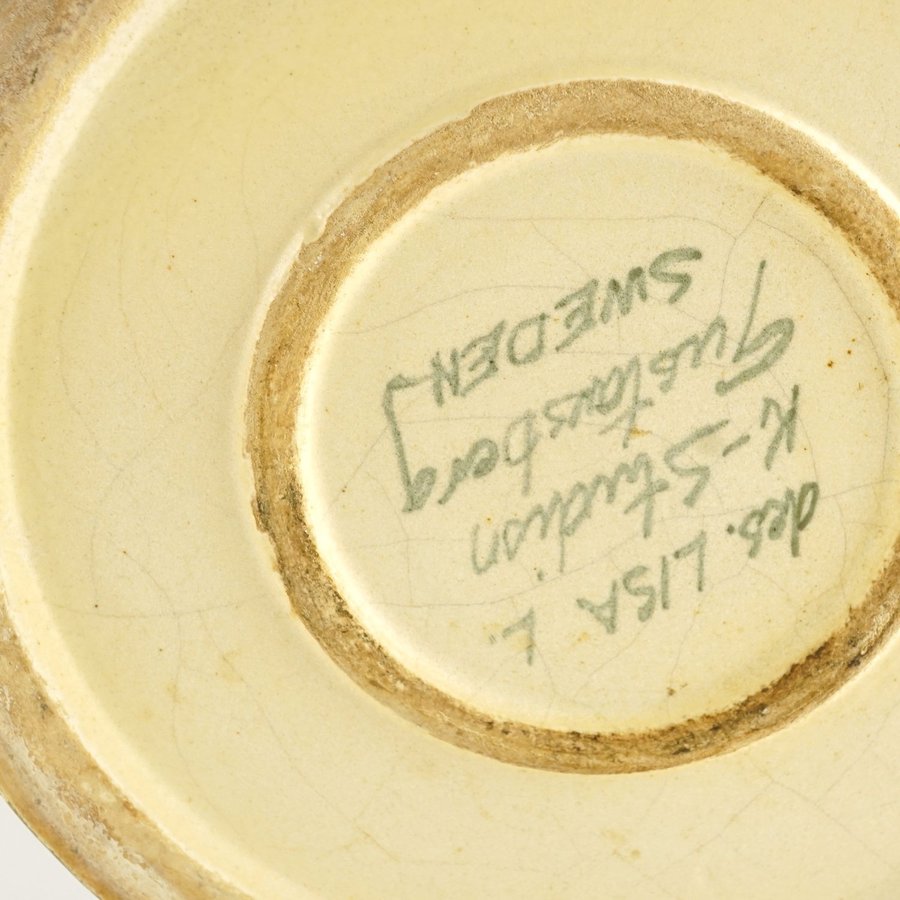 des. LISA L.
K-Studion
Gustavsberg
SWEDEN